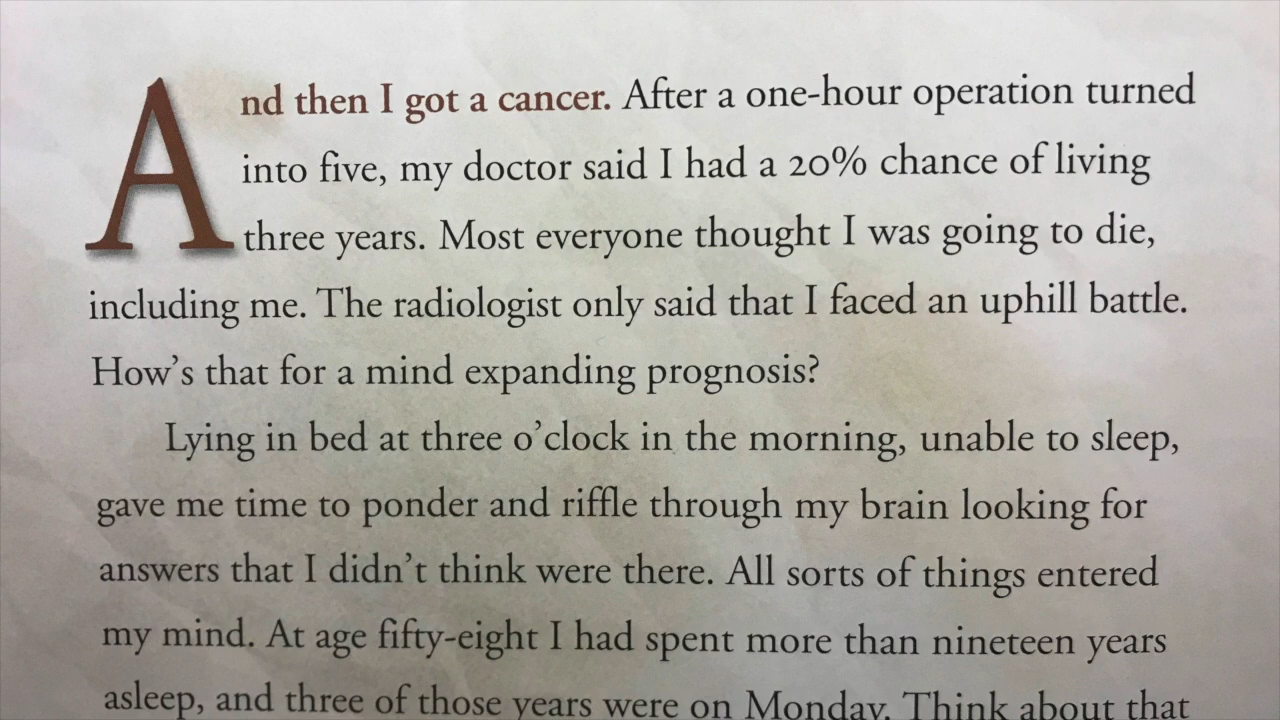 And then I got a cancer. After a one-hour operation turned
into five, my doctor said I had a 20% chance of living
three years. Most everyone thought I was going to die,
including me. The radiologist only said that I faced an uphill battle.
How’s that for a mind expanding prognosis?
Lying in bed at three o’clock in the morning, unable to sleep,
gave me time to ponder and riffle through my brain looking for
answers that I didn’t think were there. All sorts of things entered
my mind. At age fifty-eight I had spent more than nineteen years
asleep, and three of those years were on Monday. Think about that